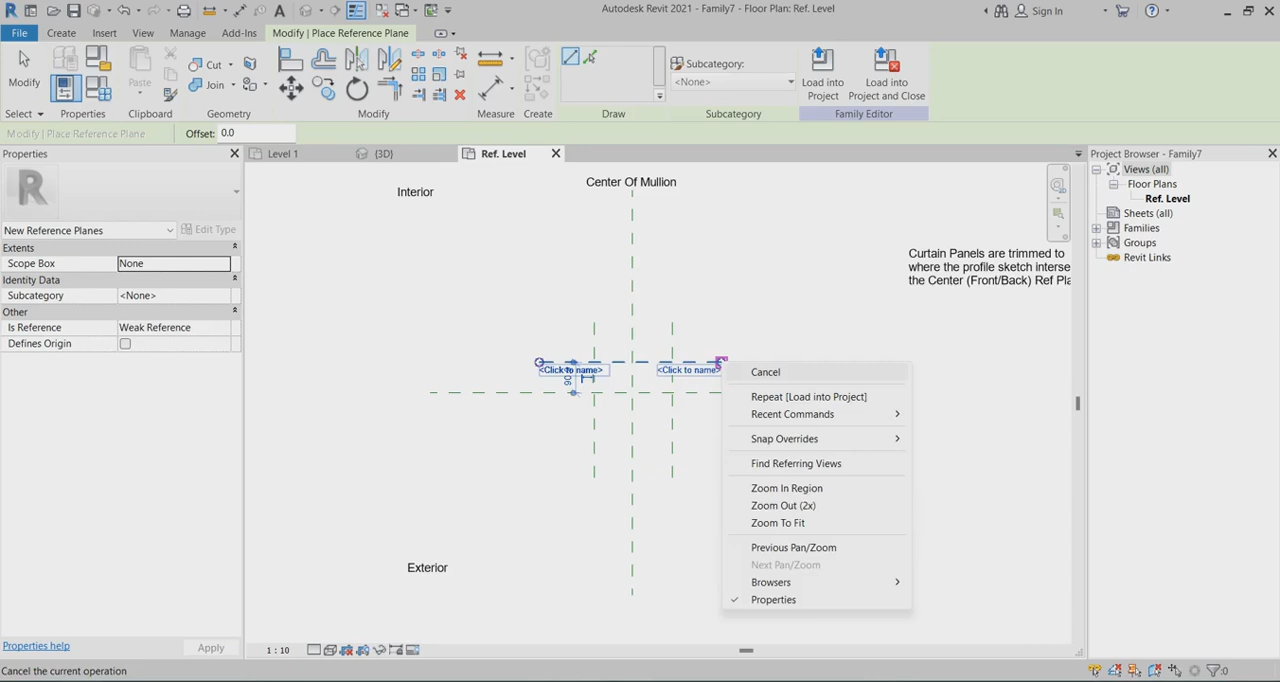 Autodesk Revit 2021 - Family7 - Floor Plan: Ref. Level
Sign In
File
Create
Insert
View
Manage
Add-Ins
Modify | Place Reference Plane
Modify
Paste
Cut
Join
Subcategory:
<None>
Load into
Project
Load into
Project and Close
Select
Properties
Clipboard
Geometry
Modify
Measure
Create
Draw
Subcategory
Family Editor
Modify | Place Reference Plane
Offset: 0.0
Properties
Level 1
{3D}
Ref. Level
Project Browser - Family7
New Reference Planes
Edit Type
Extents
Scope Box
None
Identity Data
Subcategory
<None>
Other
Is Reference
Weak Reference
Defines Origin
Properties help
Apply
Interior
Center Of Mullion
Curtain Panels are trimmed to
where the profile sketch interse
the Center (Front/Back) Ref Pla
<Click to name>
<Click to name>
Exterior
Cancel
Repeat [Load into Project]
Recent Commands
Snap Overrides
Find Referring Views
Zoom In Region
Zoom Out (2x)
Zoom To Fit
Previous Pan/Zoom
Next Pan/Zoom
Browsers
Properties
Views (all)
Floor Plans
Ref. Level
Sheets (all)
Families
Groups
Revit Links
1 : 10
Cancel the current operation
:0